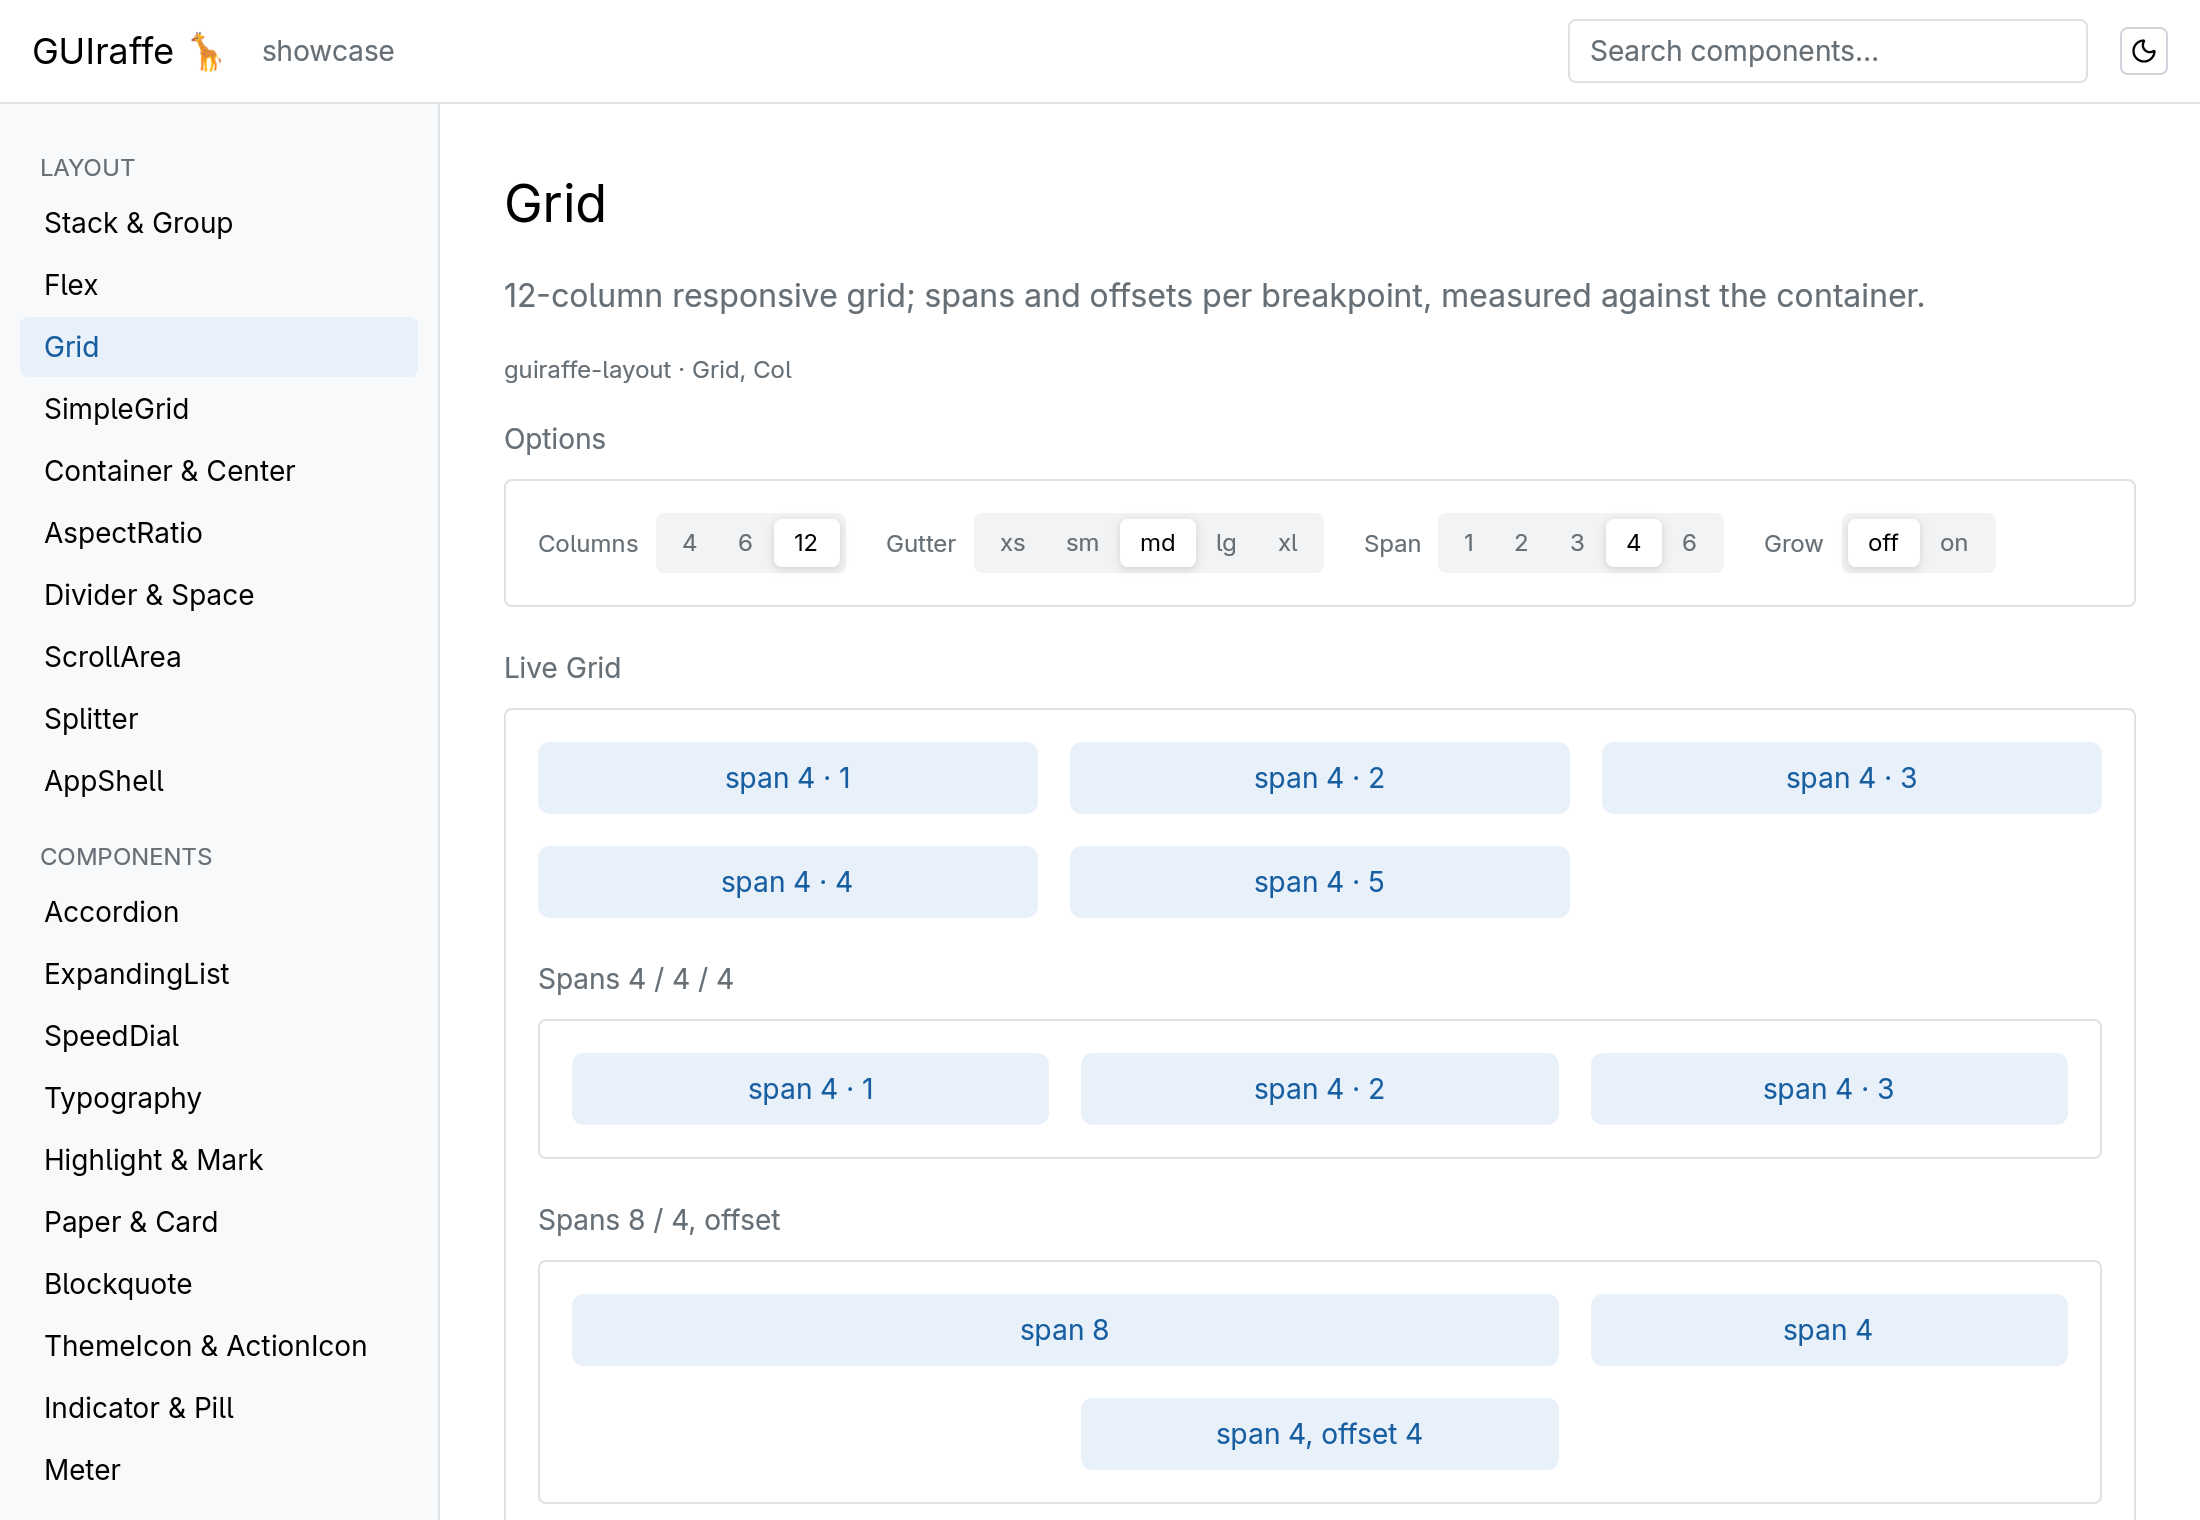 GUIraffe 🦒 showcase
Search components...
LAYOUT
Stack & Group
Flex
Grid
SimpleGrid
Container & Center
AspectRatio
Divider & Space
ScrollArea
Splitter
AppShell
COMPONENTS
Accordion
ExpandingList
SpeedDial
Typography
Highlight & Mark
Paper & Card
Blockquote
ThemeIcon & ActionIcon
Indicator & Pill
Meter
Grid
12-column responsive grid; spans and offsets per breakpoint, measured against the container.
guiraffe-layout · Grid, Col
Options
Columns 4 6 12 Gutter xs sm md lg xl Span 1 2 3 4 6 Grow off on
Live Grid
span 4 · 1 span 4 · 2 span 4 · 3
span 4 · 4 span 4 · 5
Spans 4 / 4 / 4
span 4 · 1 span 4 · 2 span 4 · 3
Spans 8 / 4, offset
span 8 span 4
span 4, offset 4